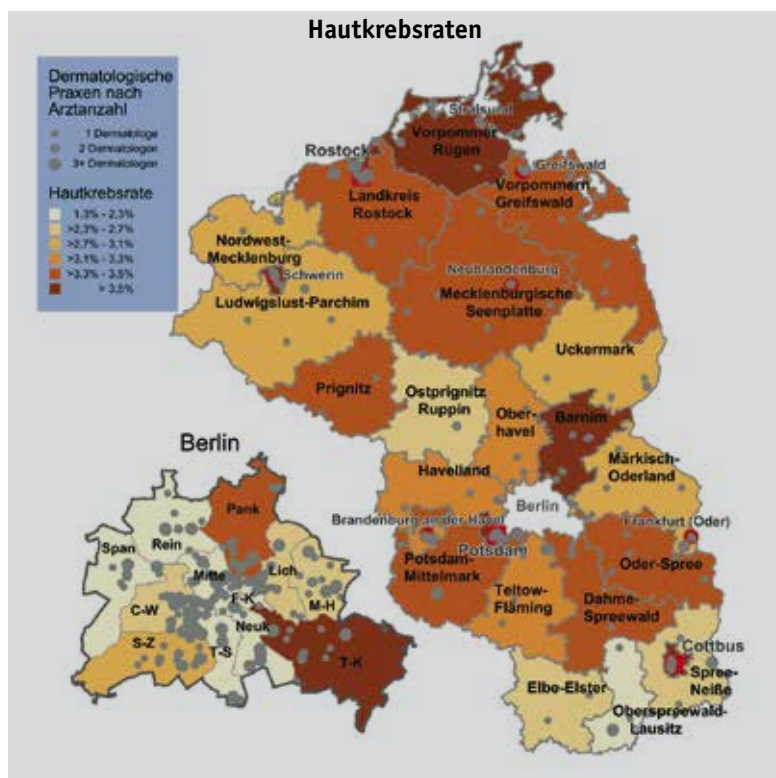 Hautkrebsraten
Dermatologische
Praxen nach
Arztanzahl
1 Dermatologe
2 Dermatologen
3+ Dermatologen
Hautkrebsrate
1,3% - 2,3%
>2,3% - 2,7%
>2,7% - 3,1%
>3,1% - 3,3%
>3,3% - 3,5%
> 3,5%
Stralsund
Vorpommer
Rügen
Rostock
Greifswald
Vorpommern
Greifswald
Landkreis
Rostock
Nordwest-
Mecklenburg
Schwerin
Neubrandenburg
Ludwigslust-Parchim
Mecklenburgische
Seenplatte
Uckermark
Prignitz
Ostprignitz
Ruppin
Ober-
havel
Barnim
Märkisch-
Oderland
Havelland
Berlin
Brandenburg an der Havel
Potsdam
Frankfurt (Oder)
Potsdam-
Mittelmark
Oder-Spree
Teltow-
Fläming
Dahme-
Spreewald
Cottbus
Spree-
Neiße
Elbe-Elster
Oberspreewald-
Lausitz
Berlin
Pank
Rein
Span
Mitte
Lich
F-K
M-H
C-W
Neuk
S-Z
T-S
T-K